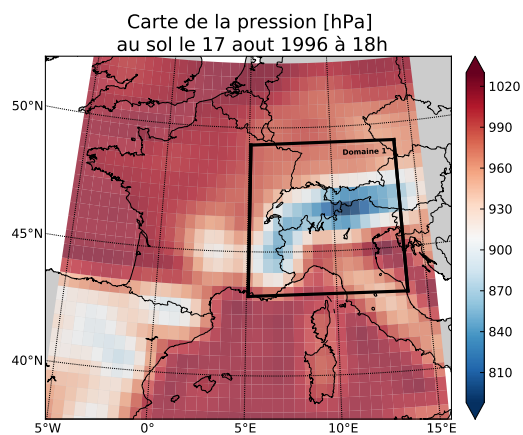 Carte de la pression [hPa]
au sol le 17 aout 1996 à 18h
50°N
45°N
40°N
5°W
0°
5°E
10°E
15°E
Domaine 1
1020
990
960
930
900
870
840
810